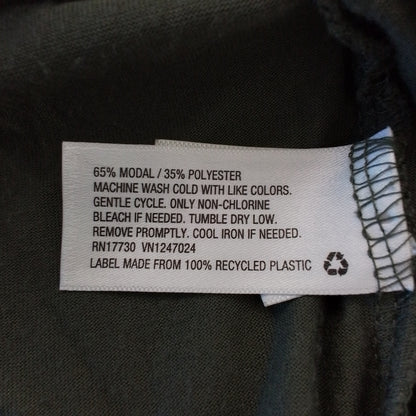 65% MODAL / 35% POLYESTER
MACHINE WASH COLD WITH LIKE COLORS.
GENTLE CYCLE. ONLY NON-CHLORINE
BLEACH IF NEEDED. TUMBLE DRY LOW.
REMOVE PROMPTLY. COOL IRON IF NEEDED.
RN17730 VN1247024
LABEL MADE FROM 100% RECYCLED PLASTIC